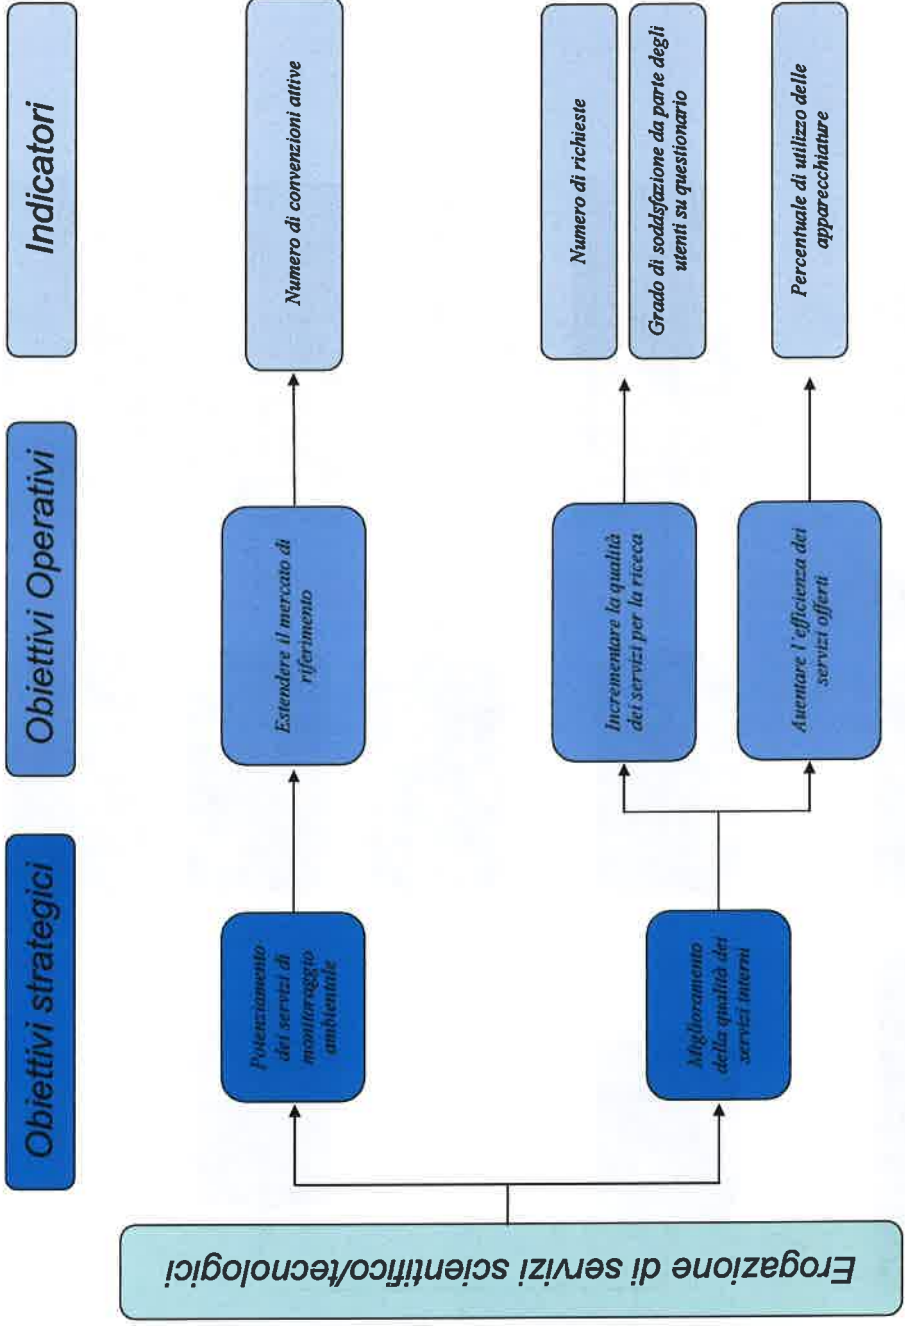 Obiettivi strategici
Obiettivi Operativi
Indicatori
Erogazione di servizi scientifico/tecnologici
Potenziamento
dei servizi di
monitoraggio
ambientale
Estendere il mercato di
riferimento
Numero di convenzioni attive
Miglioramento
della qualità dei
servizi interni
Incrementare la qualità
dei servizi per la riceca
Numero di richieste
Grado di soddsfazione da parte degli
utenti su questionario
Auentare l'efficienza dei
servizi offerti
Percentuale di utilizzo delle
apparecchiature